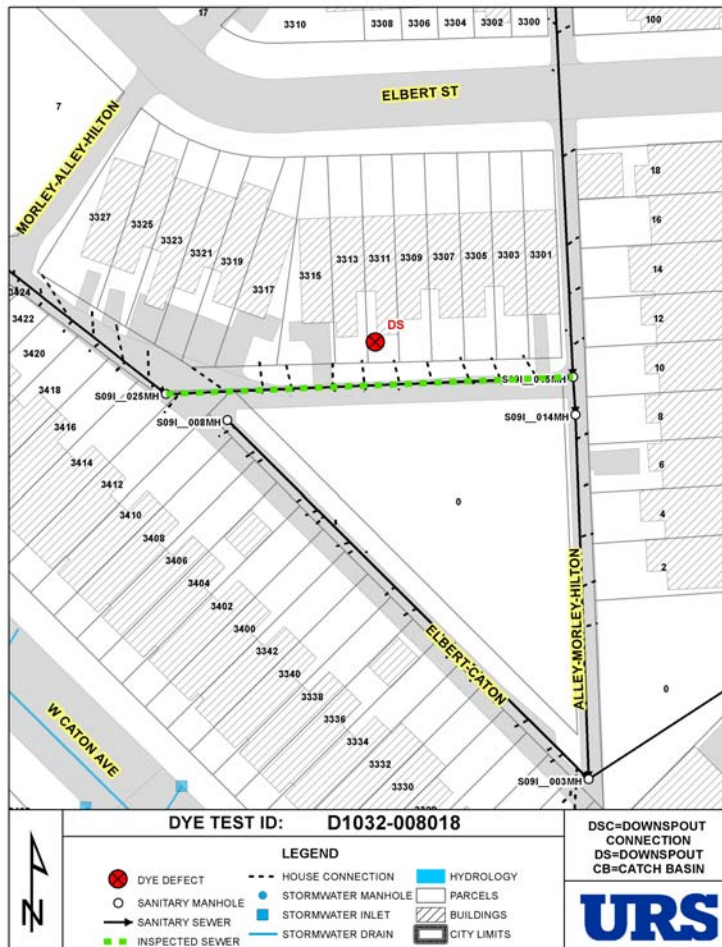 17
3310
3308
3306
3304
3302
3300
100
ELBERT ST
7
MORLEY-ALLEY-HILTON
18
16
14
12
10
8
6
4
2
3327
3325
3323
3321
3319
3317
3315
3313
3311
3309
3307
3305
3303
3301
DS
3424
3422
3420
3418
3416
3414
3412
3410
3408
3406
3404
3402
3400
3342
3340
3338
3336
3334
3332
3330
S09I__025MH
S09I__008MH
S09I__014MH
0
0
ELBERT-CATON
ALLEY-MORLEY-HILTON
W CATON AVE
S09I__003MH
DYE TEST ID: D1032-008018
LEGEND
DYE DEFECT
SANITARY MANHOLE
SANITARY SEWER
INSPECTED SEWER
HOUSE CONNECTION
STORMWATER MANHOLE
STORMWATER INLET
STORMWATER DRAIN
HYDROLOGY
PARCELS
BUILDINGS
CITY LIMITS
N
DSC=DOWNSPOUT
CONNECTION
DS=DOWNSPOUT
CB=CATCH BASIN
URS